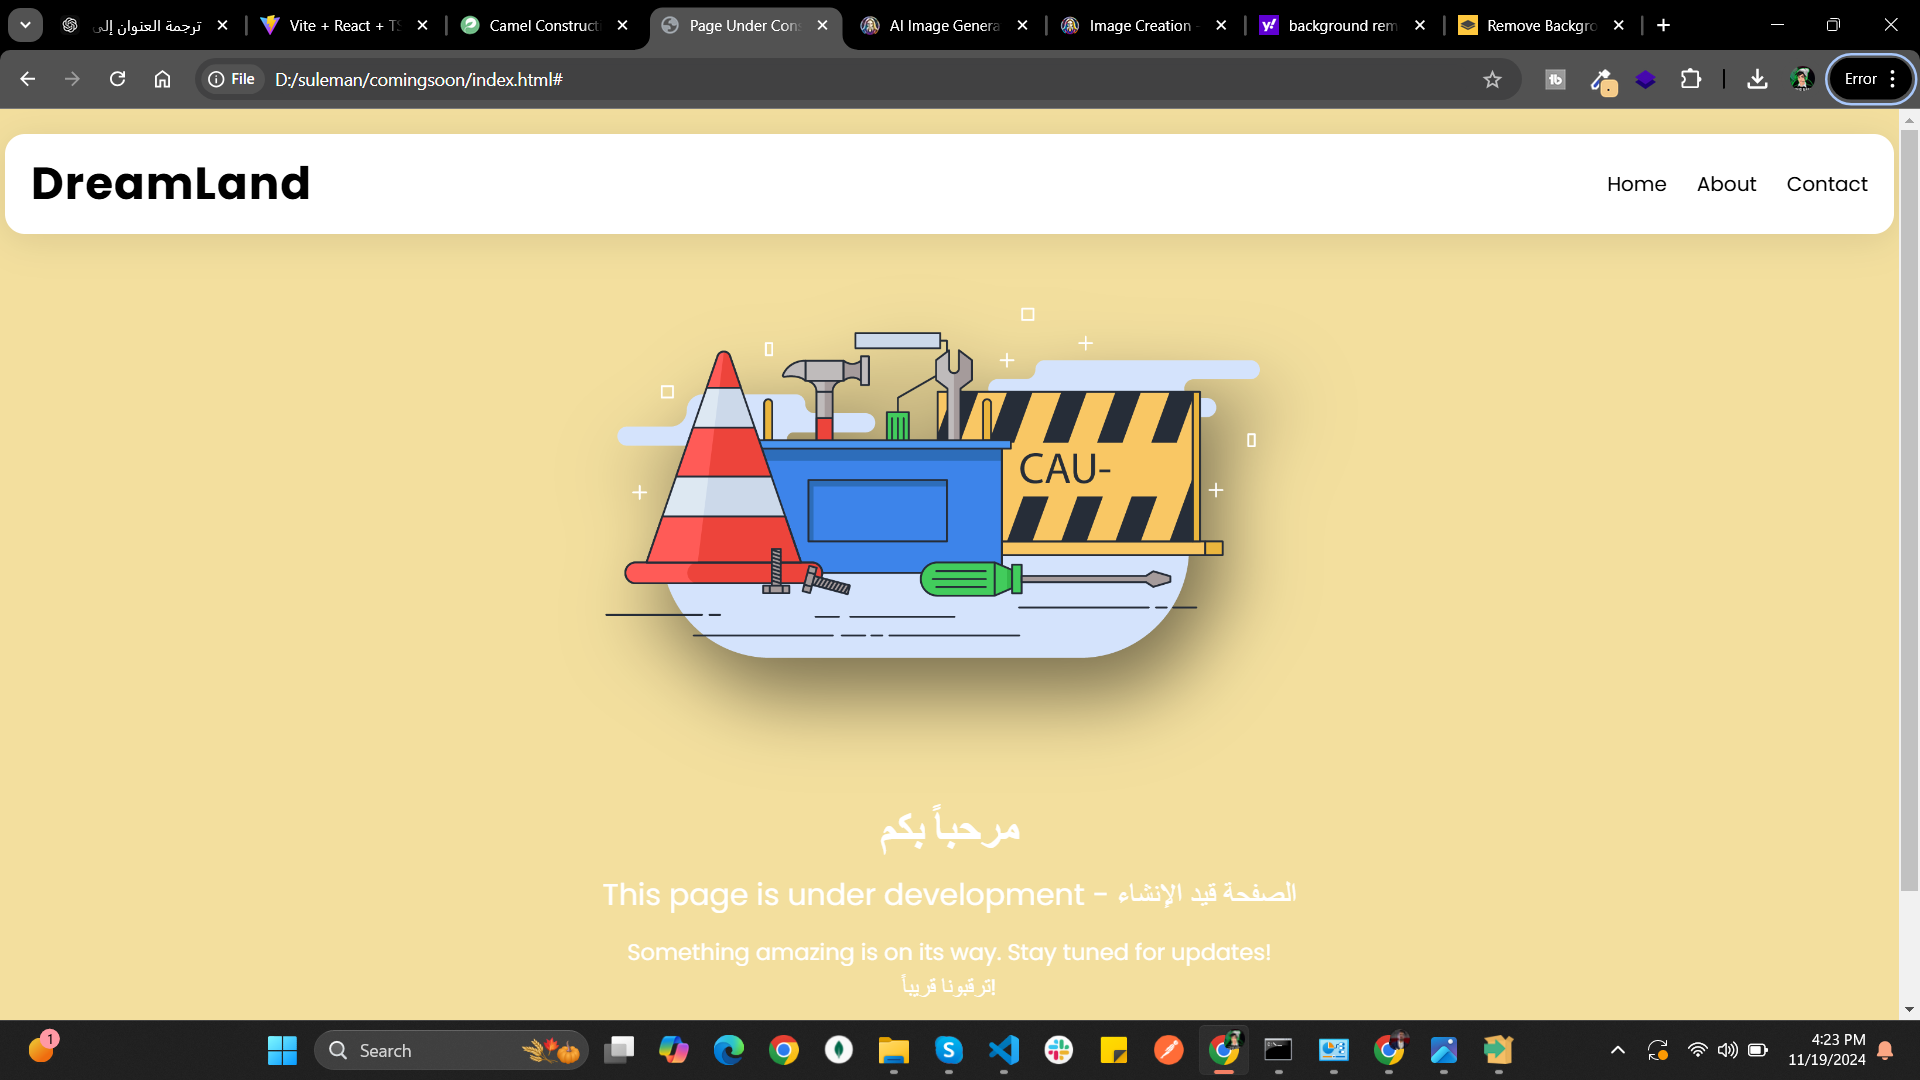 ترجمة العنوان إلى
Vite + React + TS
Camel Constructi
Page Under Cons
AI Image Genera
Image Creation -
background rem
Remove Backgro
File
D:/suleman/comingsoon/index.html#
Error
DreamLand
Home
About
Contact
CAU-
مرحباً بكم
This page is under development - الصفحة قيد الإنشاء
Something amazing is on its way. Stay tuned for updates!
ترقبونا قريباً!
1
Search
4:23 PM
11/19/2024